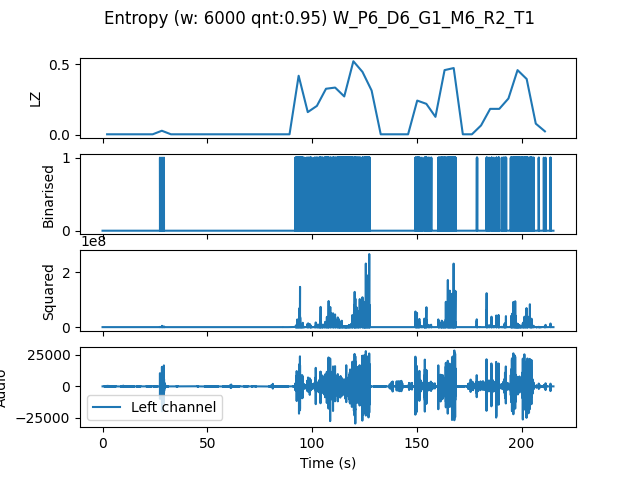 Entropy (w: 6000 qnt:0.95) W_P6_D6_G1_M6_R2_T1
0.5
LZ
0.0
1
Binarised
0
1e8
2
Squared
0
25000
0
Audio
−25000
Left channel
0 50 100 150 200
Time (s)